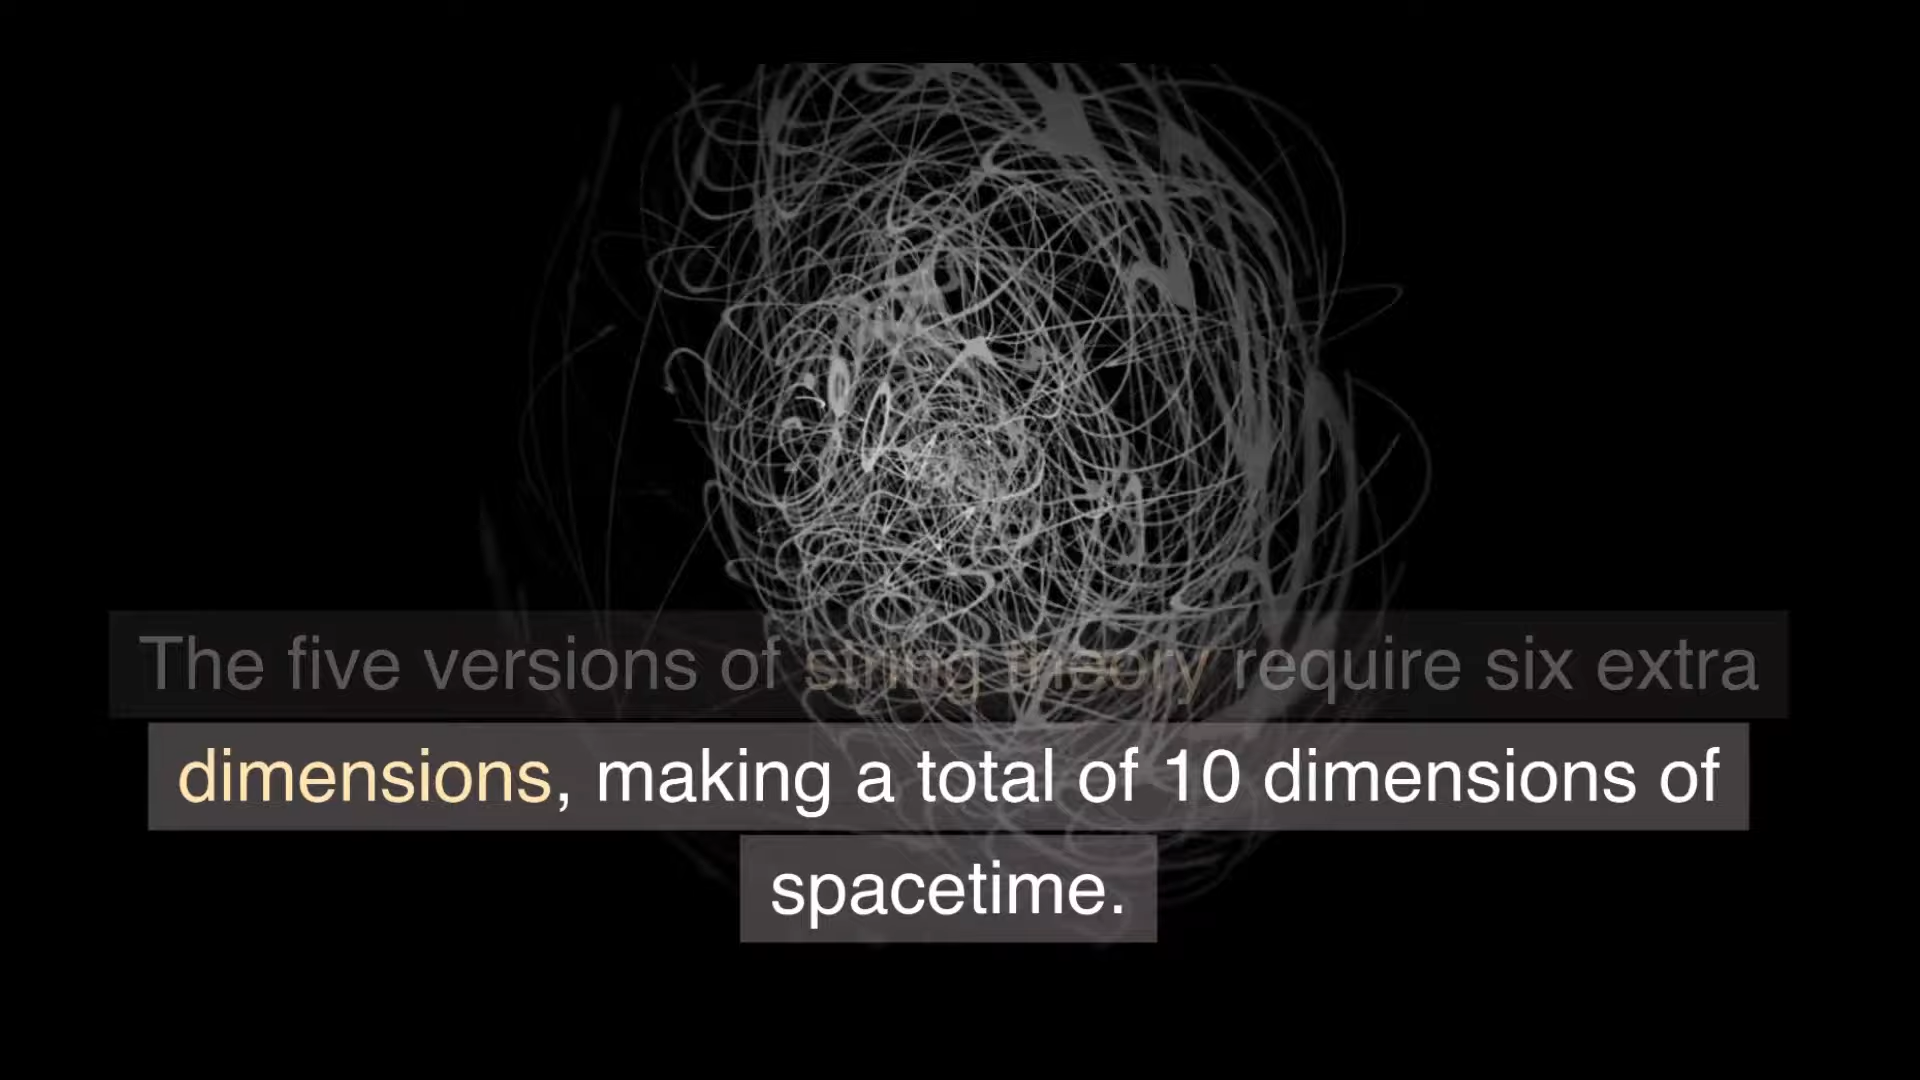 The five versions of string theory require six extra
dimensions, making a total of 10 dimensions of
spacetime.